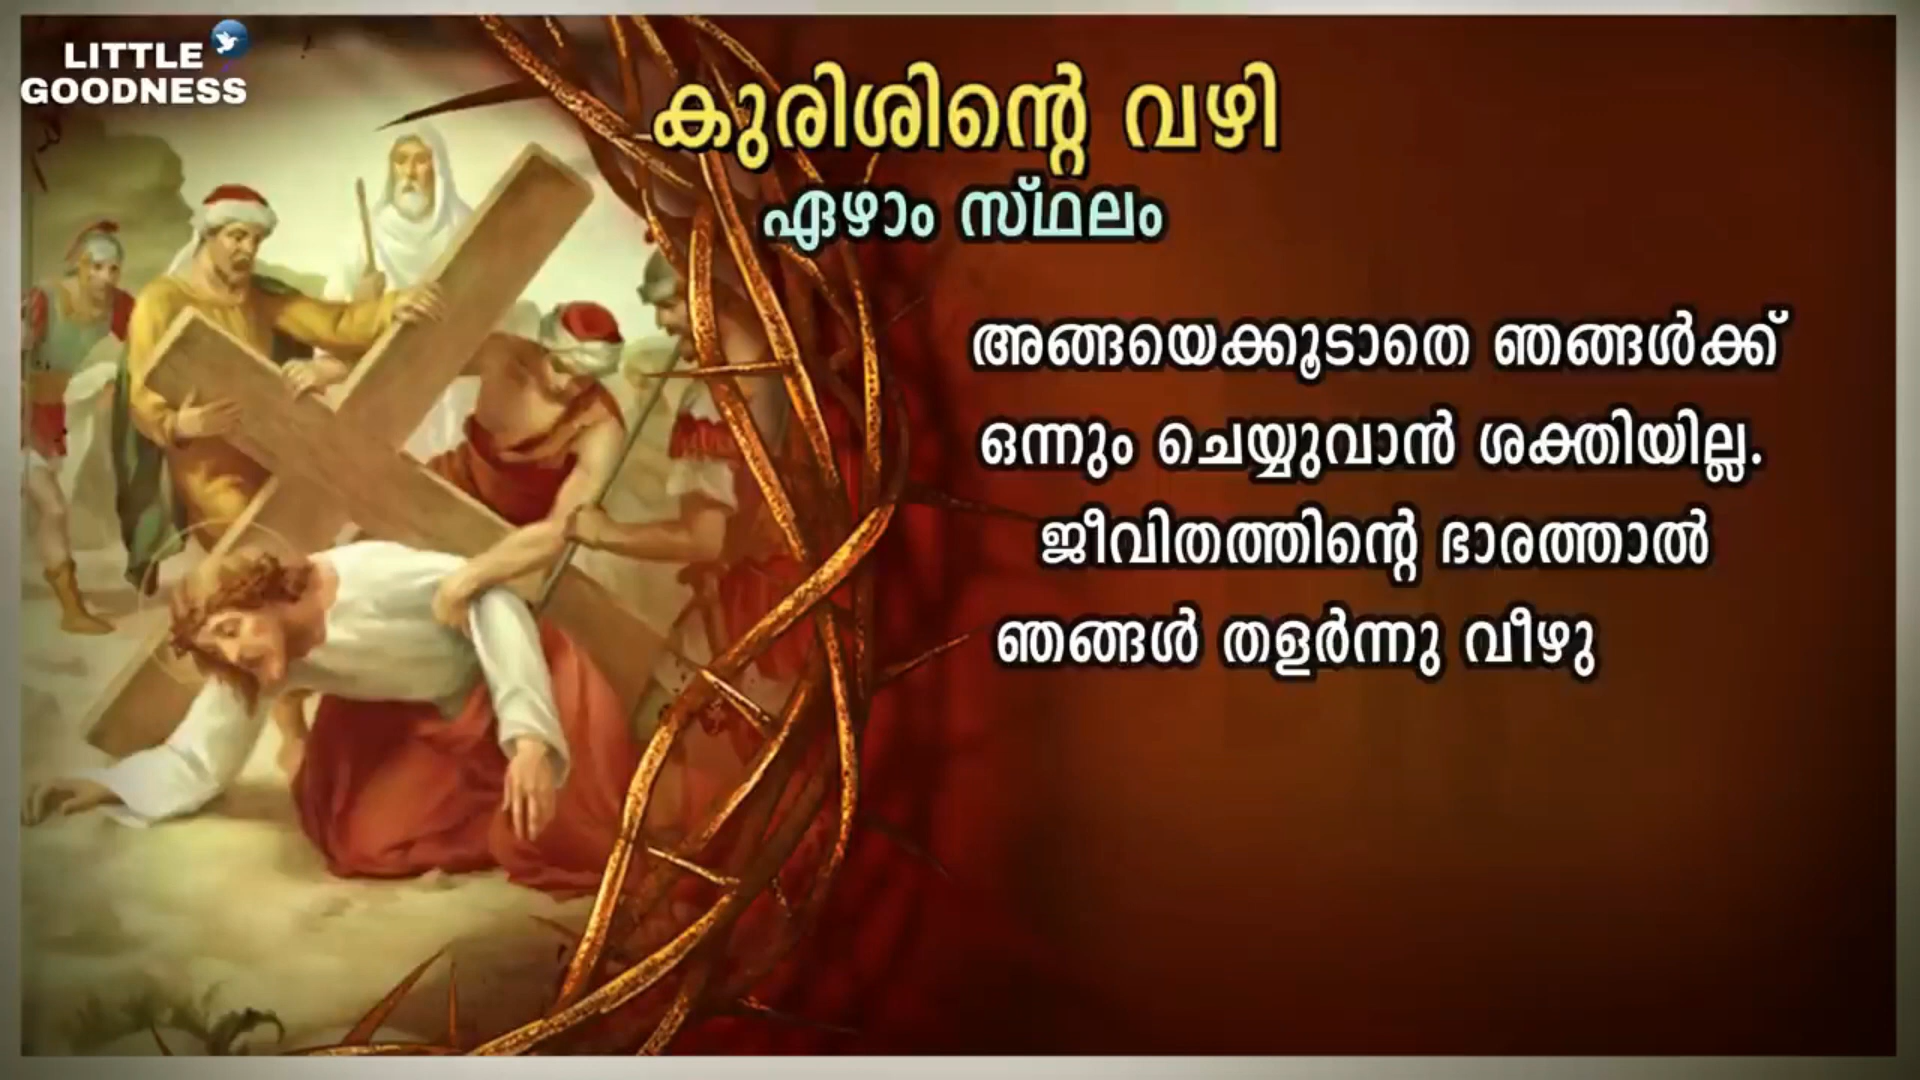 LITTLE
GOODNESS
കുരിശിന്റെ വഴി
ഏഴാം സ്ഥലം
അങ്ങയെക്കൂടാതെ ഞങ്ങൾക്ക്
ഒന്നും ചെയ്യുവാൻ ശക്തിയില്ല.
ജീവിതത്തിന്റെ ഭാരത്താൽ
ഞങ്ങൾ തളർന്നു വീഴു